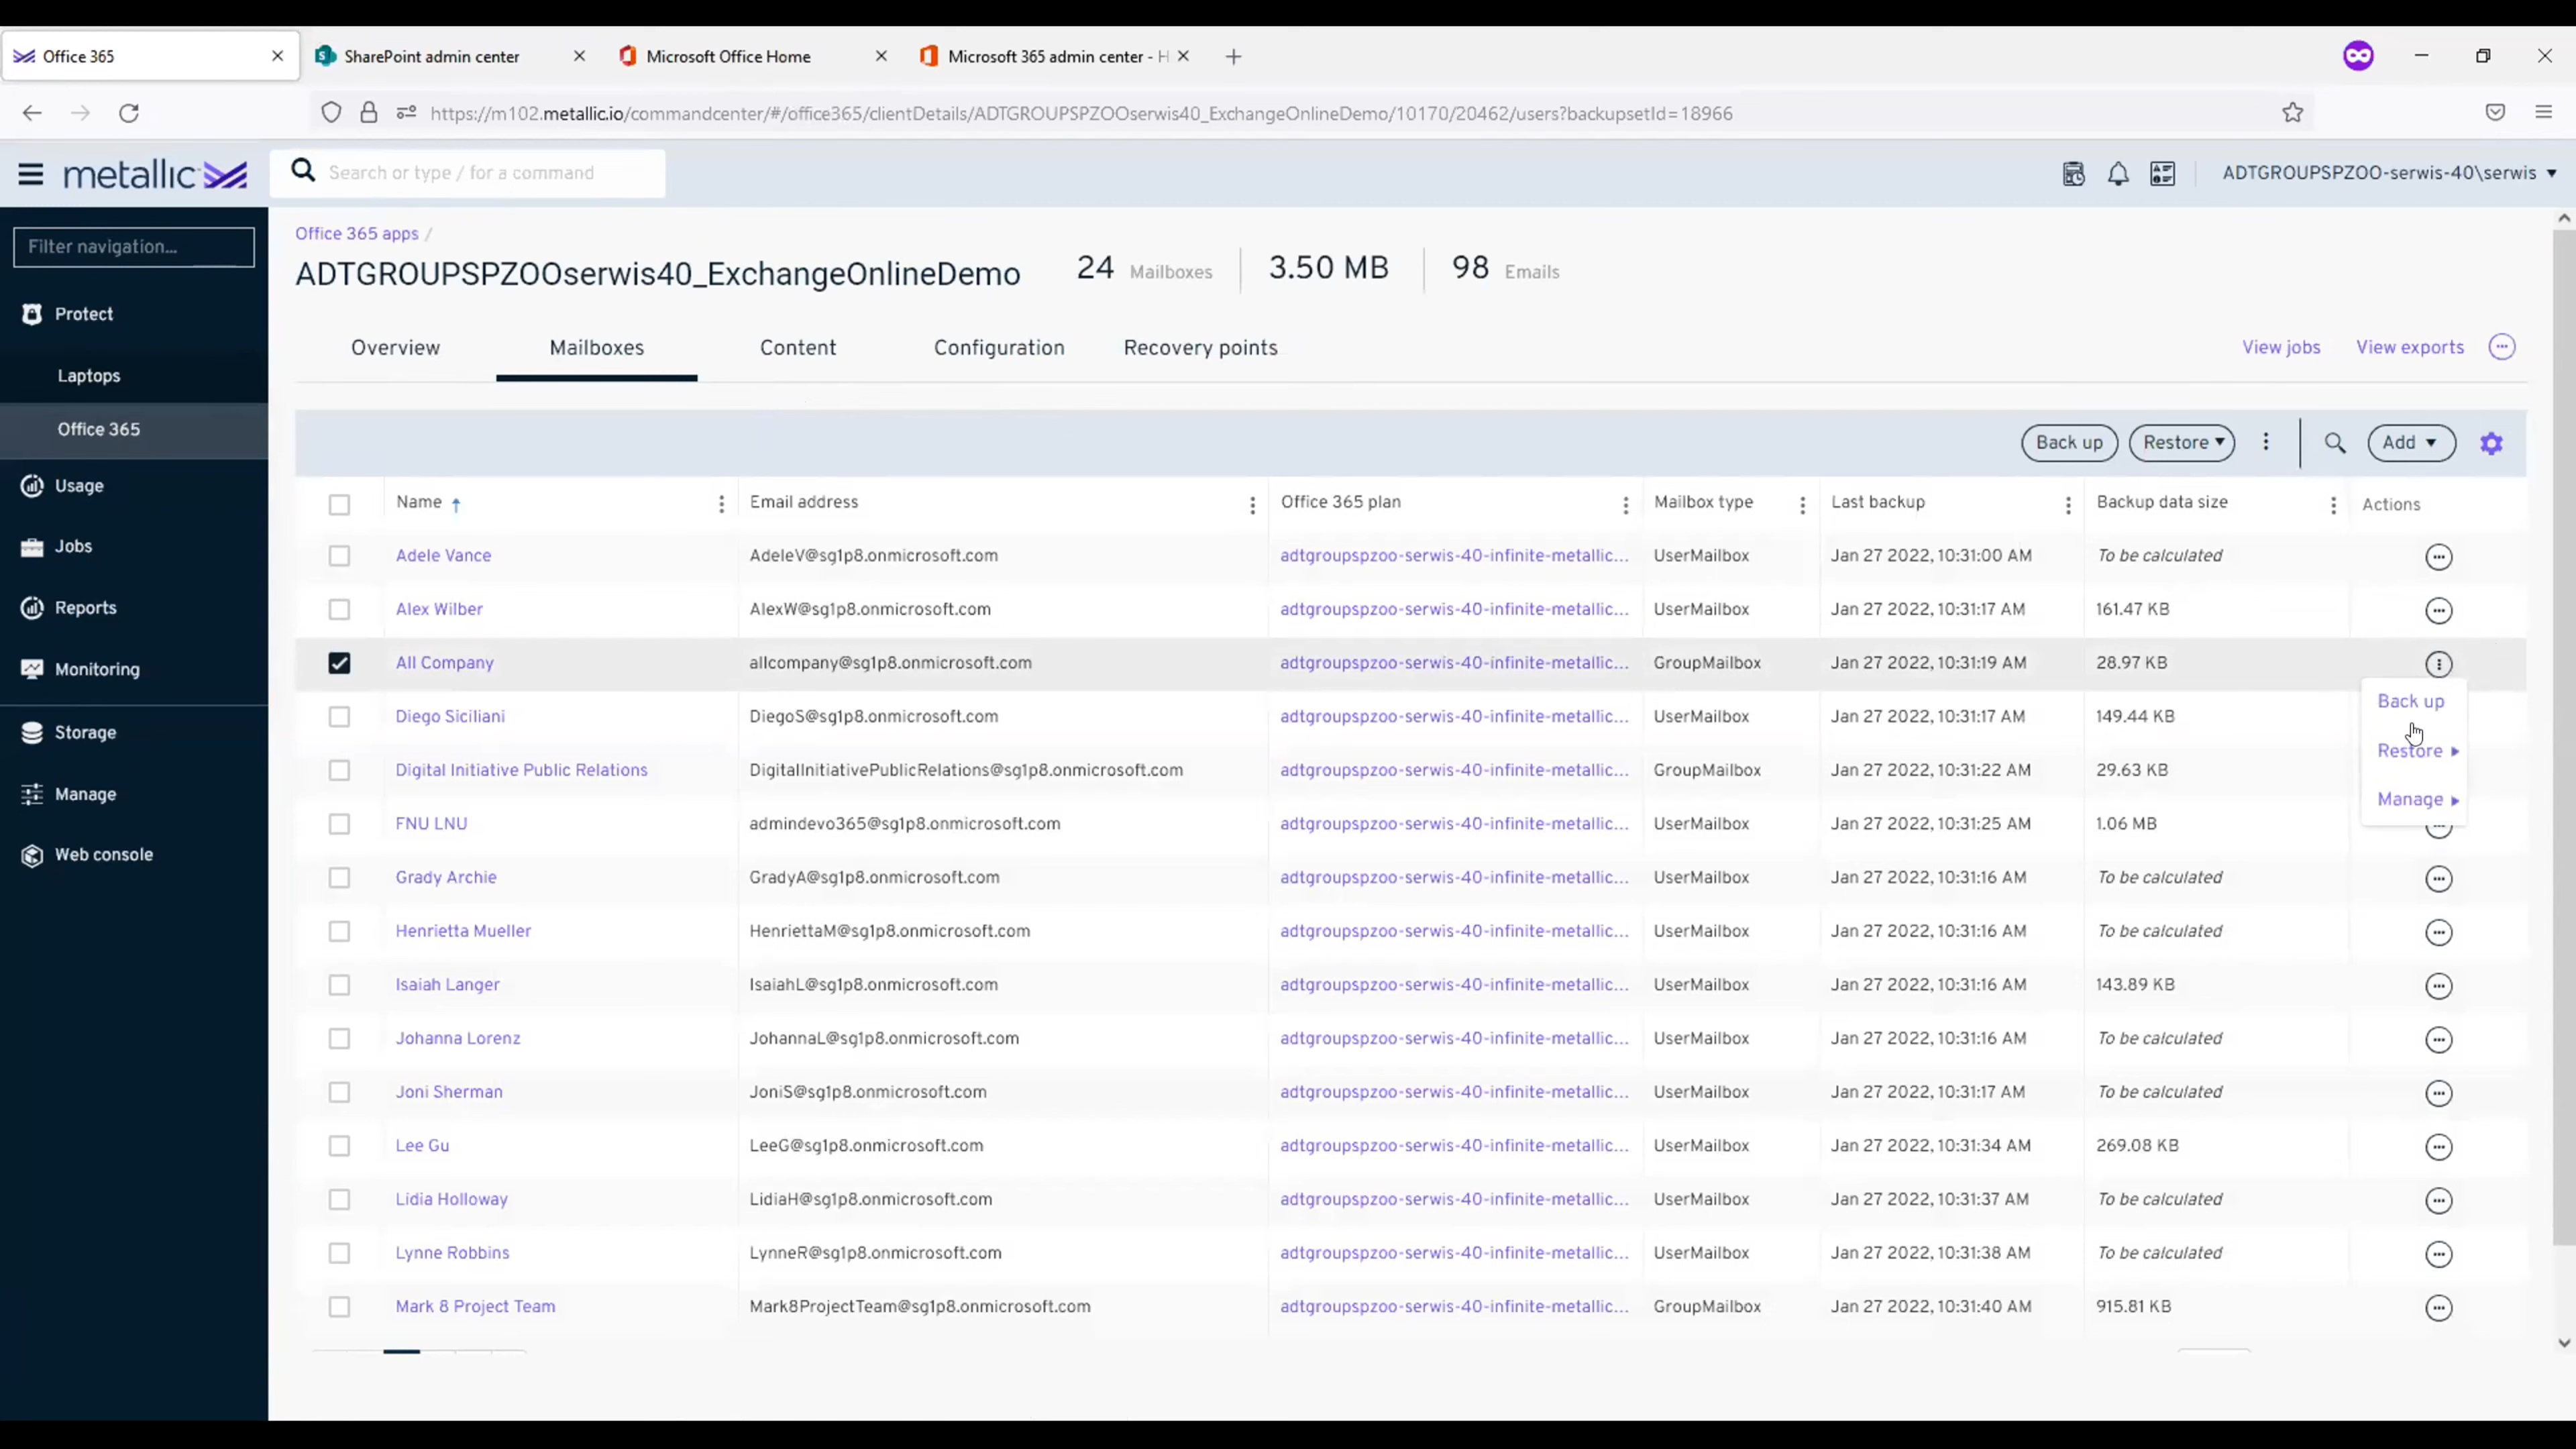 Office 365
SharePoint admin center
Microsoft Office Home
Microsoft 365 admin center - H
https://m102.metallic.io/commandcenter/#/office365/clientDetails/ADTGROUPSPZOOserwis40_ExchangeOnlineDemo/10170/20462/users?backupsetId=18966
metallic
Search or type / for a command
ADTGROUPSPZOO-serwis-40\serwis
Filter navigation...
Protect
Laptops
Office 365
Usage
Jobs
Reports
Monitoring
Storage
Manage
Web console
Office 365 apps /
ADTGROUPSPZOOserwis40_ExchangeOnlineDemo 24 Mailboxes 3.50 MB 98 Emails
Overview Mailboxes Content Configuration Recovery points View jobs View exports
Back up Restore Add
Name Email address Office 365 plan Mailbox type Last backup Backup data size Actions
Adele Vance AdeleV@sg1p8.onmicrosoft.com adtgroupspzoo-serwis-40-infinite-metallic... UserMailbox Jan 27 2022, 10:31:00 AM To be calculated
Alex Wilber AlexW@sg1p8.onmicrosoft.com adtgroupspzoo-serwis-40-infinite-metallic... UserMailbox Jan 27 2022, 10:31:17 AM 161.47 KB
All Company allcompany@sg1p8.onmicrosoft.com adtgroupspzoo-serwis-40-infinite-metallic... GroupMailbox Jan 27 2022, 10:31:19 AM 28.97 KB
Diego Siciliani DiegoS@sg1p8.onmicrosoft.com adtgroupspzoo-serwis-40-infinite-metallic... UserMailbox Jan 27 2022, 10:31:17 AM 149.44 KB
Digital Initiative Public Relations DigitalInitiativePublicRelations@sg1p8.onmicrosoft.com adtgroupspzoo-serwis-40-infinite-metallic... GroupMailbox Jan 27 2022, 10:31:22 AM 29.63 KB
FNU LNU admindevo365@sg1p8.onmicrosoft.com adtgroupspzoo-serwis-40-infinite-metallic... UserMailbox Jan 27 2022, 10:31:25 AM 1.06 MB
Grady Archie GradyA@sg1p8.onmicrosoft.com adtgroupspzoo-serwis-40-infinite-metallic... UserMailbox Jan 27 2022, 10:31:16 AM To be calculated
Henrietta Mueller HenriettaM@sg1p8.onmicrosoft.com adtgroupspzoo-serwis-40-infinite-metallic... UserMailbox Jan 27 2022, 10:31:16 AM To be calculated
Isaiah Langer IsaiahL@sg1p8.onmicrosoft.com adtgroupspzoo-serwis-40-infinite-metallic... UserMailbox Jan 27 2022, 10:31:16 AM 143.89 KB
Johanna Lorenz JohannaL@sg1p8.onmicrosoft.com adtgroupspzoo-serwis-40-infinite-metallic... UserMailbox Jan 27 2022, 10:31:16 AM To be calculated
Joni Sherman JoniS@sg1p8.onmicrosoft.com adtgroupspzoo-serwis-40-infinite-metallic... UserMailbox Jan 27 2022, 10:31:17 AM To be calculated
Lee Gu LeeG@sg1p8.onmicrosoft.com adtgroupspzoo-serwis-40-infinite-metallic... UserMailbox Jan 27 2022, 10:31:34 AM 269.08 KB
Lidia Holloway LidiaH@sg1p8.onmicrosoft.com adtgroupspzoo-serwis-40-infinite-metallic... UserMailbox Jan 27 2022, 10:31:37 AM To be calculated
Lynne Robbins LynneR@sg1p8.onmicrosoft.com adtgroupspzoo-serwis-40-infinite-metallic... UserMailbox Jan 27 2022, 10:31:38 AM To be calculated
Mark 8 Project Team Mark8ProjectTeam@sg1p8.onmicrosoft.com adtgroupspzoo-serwis-40-infinite-metallic... GroupMailbox Jan 27 2022, 10:31:40 AM 915.81 KB
Back up
Restore
Manage